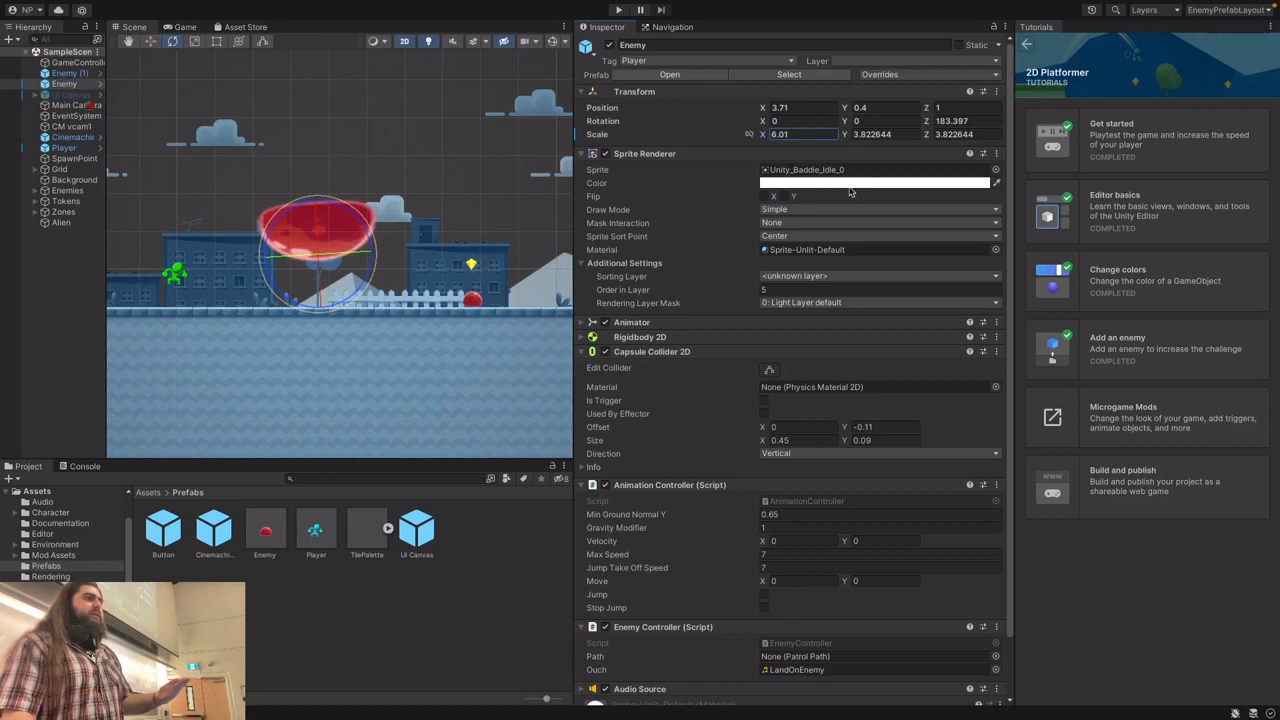 NP
Layers
EnemyPrefabLayout
Hierarchy
Scene
Game
Asset Store
Inspector
Navigation
Tutorials
All
2D
SampleScen
GameControll
Enemy (1)
Enemy
UI Canvas
Main Camera
EventSystem
CM vcam1
Cinemachin
Player
SpawnPoint
Grid
Background
Enemies
Tokens
Zones
Alien
Enemy
Static
Tag
Player
Layer
Prefab
Open
Select
Overrides
Transform
Position
X 3.71
Y 0.4
Z 1
Rotation
X 0
Y 0
Z 183.397
Scale
X 6.01
Y 3.822644
Z 3.822644
Sprite Renderer
Sprite
Unity_Baddie_Idle_0
Color
Flip
X
Y
Draw Mode
Simple
Mask Interaction
None
Sprite Sort Point
Center
Material
Sprite-Unlit-Default
Additional Settings
Sorting Layer
<unknown layer>
Order in Layer
5
Rendering Layer Mask
0: Light Layer default
Animator
Rigidbody 2D
Capsule Collider 2D
Edit Collider
Material
None (Physics Material 2D)
Is Trigger
Used By Effector
Offset
X 0
Y -0.11
Size
X 0.45
Y 0.09
Direction
Vertical
Info
Animation Controller (Script)
Script
AnimationController
Min Ground Normal Y
0.65
Gravity Modifier
1
Velocity
X 0
Y 0
Max Speed
7
Jump Take Off Speed
7
Move
X 0
Y 0
Jump
Stop Jump
Enemy Controller (Script)
Script
EnemyController
Path
None (Patrol Path)
Ouch
LandOnEnemy
Audio Source
Sprite-Unlit-Default (Material)
2D Platformer
TUTORIALS
Get started
Playtest the game and increase the speed
of your player
COMPLETED
Editor basics
Learn the basic views, windows, and tools
of the Unity Editor
COMPLETED
Change colors
Change the color of a GameObject
COMPLETED
Add an enemy
Add an enemy to increase the challenge
COMPLETED
Microgame Mods
Change the look of your game, add triggers,
animate objects, and more
WWW
Build and publish
Build and publish your project as a
shareable web game
Project
Console
8
Assets
Audio
Character
Documentation
Editor
Environment
Mod Assets
Prefabs
Rendering
Assets > Prefabs
Button
Cinemachi...
Enemy
Player
TilePalette
UI Canvas